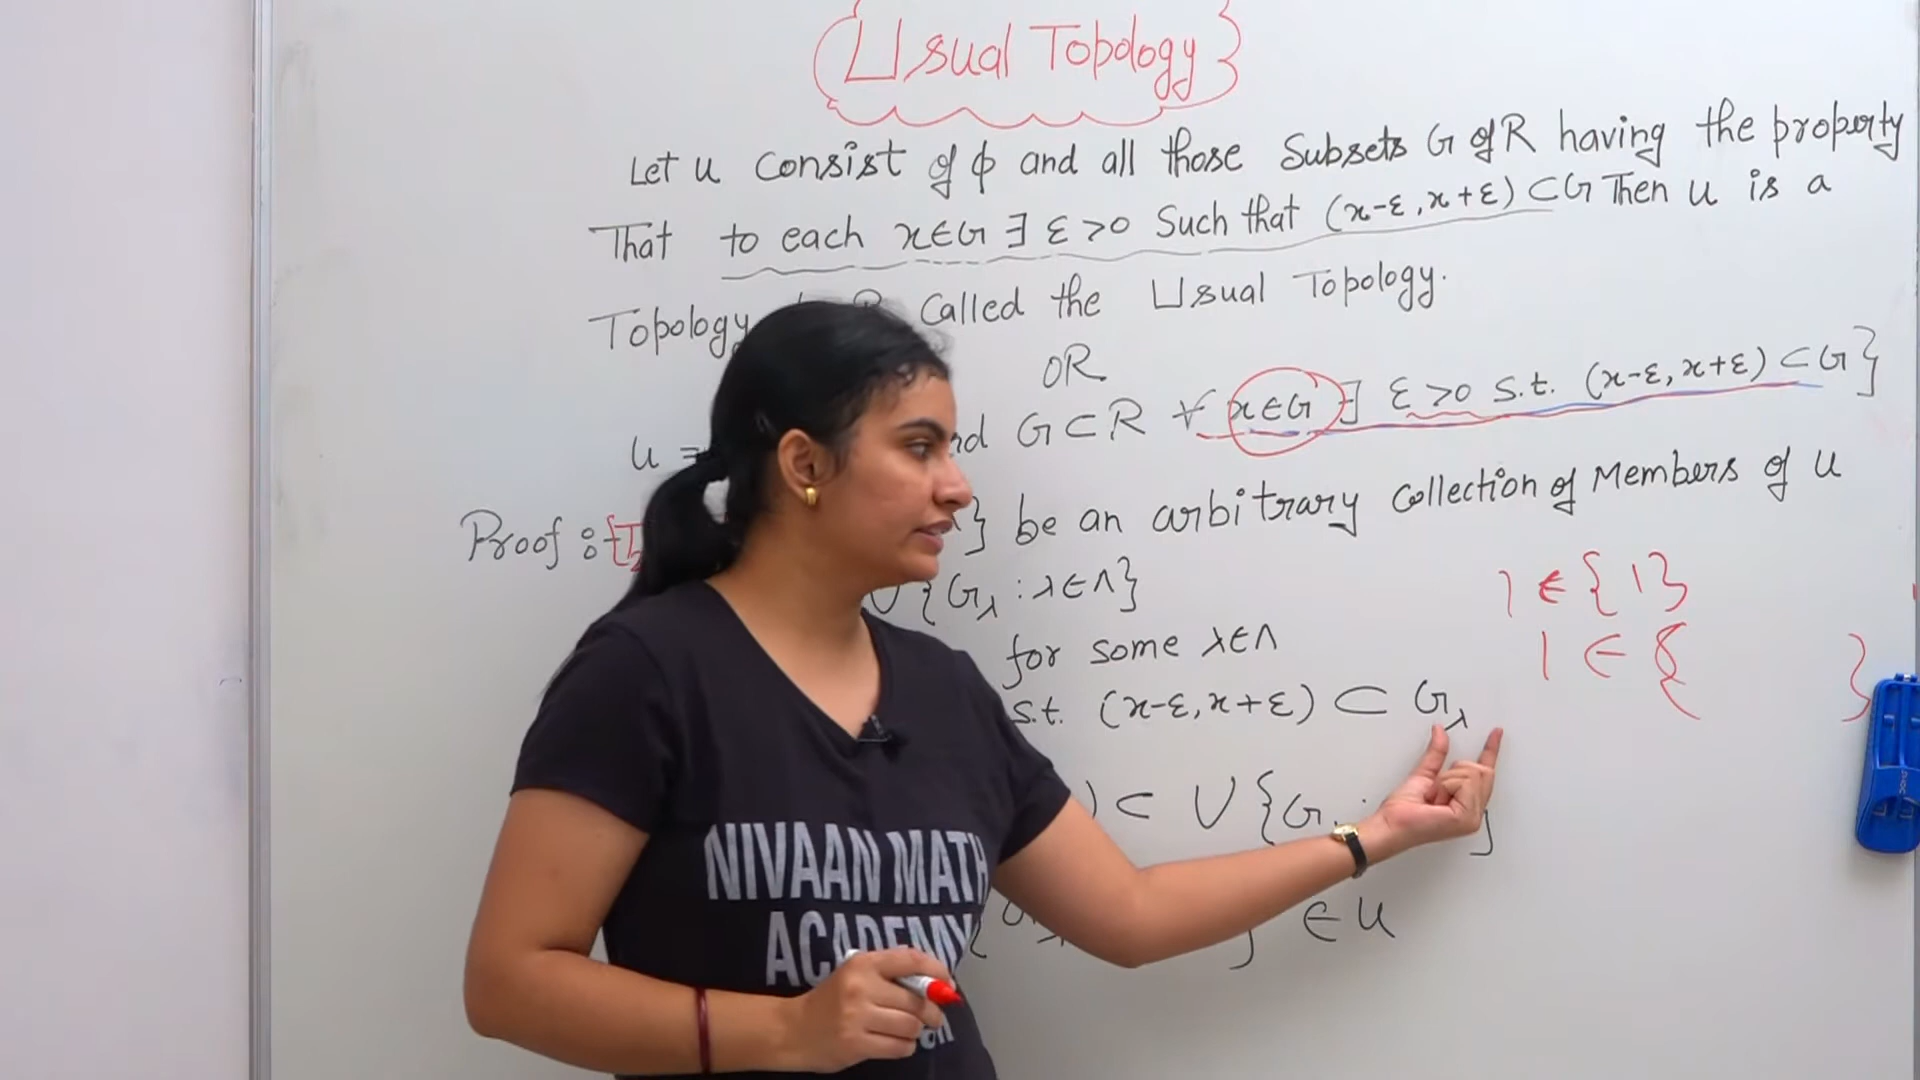 Usual Topology
Let U Consist of ϕ and all those Subsets G of R having the property
That to each x∈G ∃ ε>0 Such that (x-ε, x+ε) ⊂G Then U is a
Topology Called the Usual Topology.
OR
U = G⊂R ∀ x∈G ∃ ε>0 s.t. (x-ε, x+ε) ⊂G}
Proof :- [T2 } be an arbitrary Collection of Members of U
∪{Gλ : λ∈Λ}
1 ∈ {1}
for some λ∈Λ
1 ∈ { }
s.t. (x-ε, x+ε) ⊂ Gλ
) ⊂ ∪ {G
∈ U
NIVAAN MATH
ACADEMY